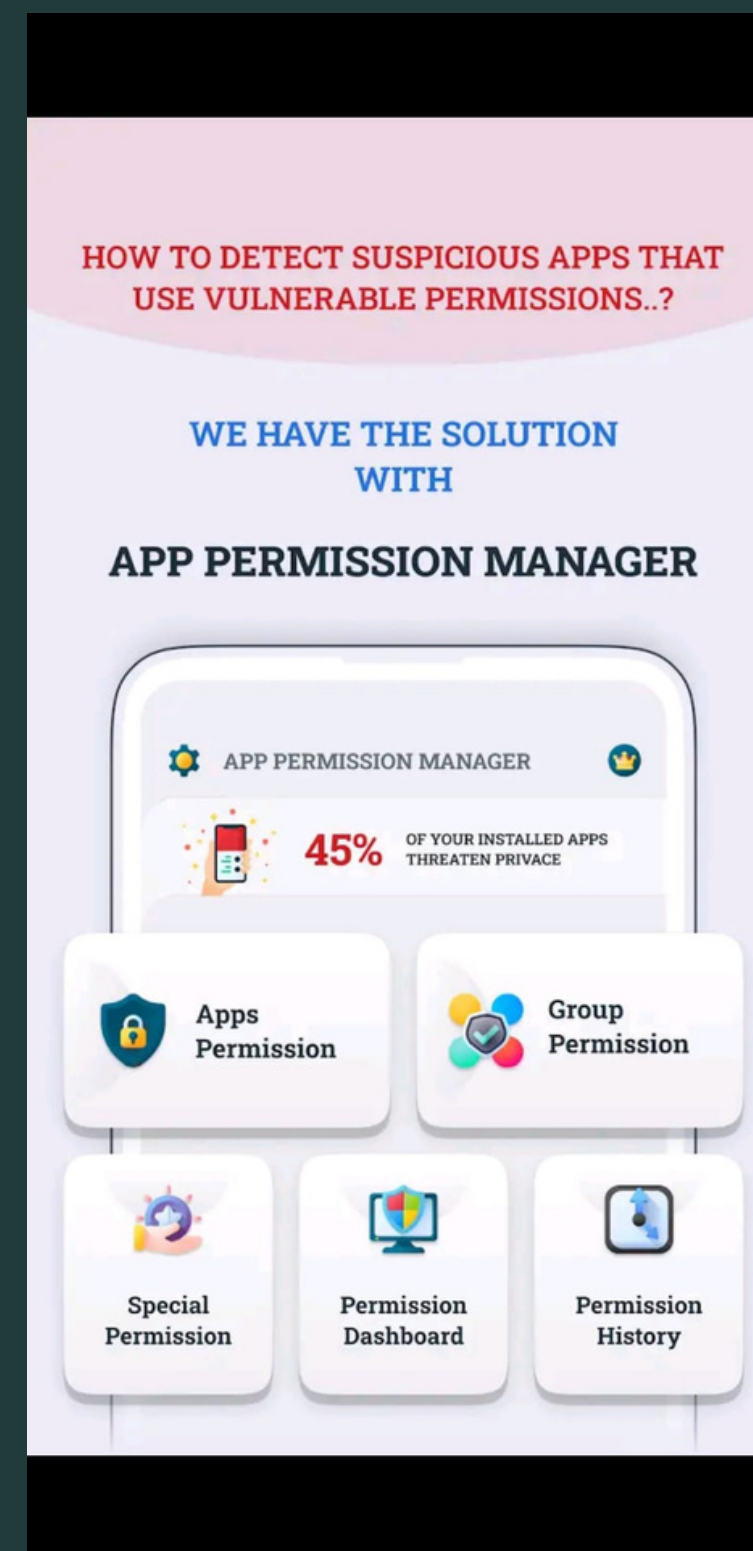 HOW TO DETECT SUSPICIOUS APPS THAT
USE VULNERABLE PERMISSIONS..?
WE HAVE THE SOLUTION
WITH
APP PERMISSION MANAGER
APP PERMISSION MANAGER
45%
OF YOUR INSTALLED APPS
THREATEN PRIVACE
Apps
Permission
Group
Permission
Special
Permission
Permission
Dashboard
Permission
History